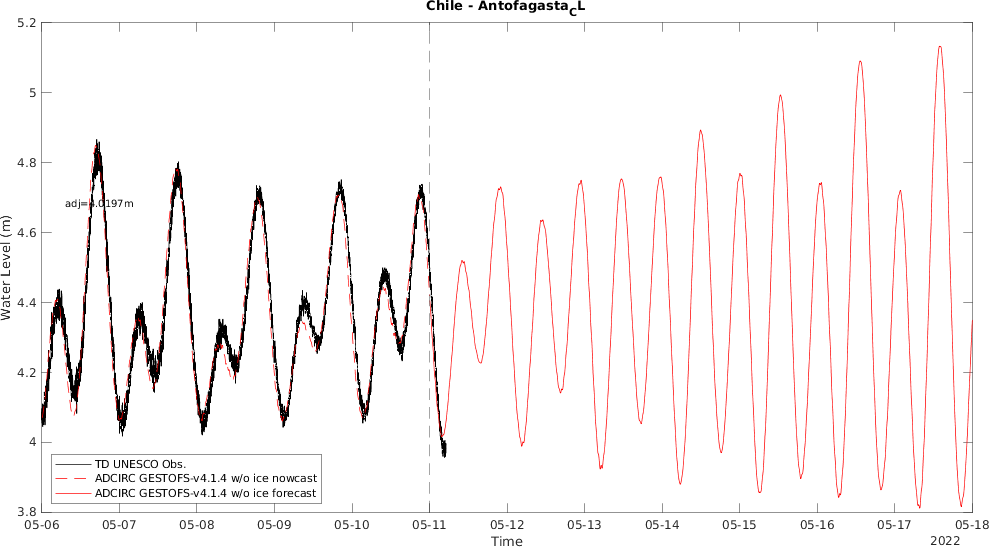 Chile - Antofagasta_CL
5.2
5
4.8
4.6
4.4
4.2
4
3.8
Water Level (m)
adj=4.0197m
TD UNESCO Obs.
ADCIRC GESTOFS-v4.1.4 w/o ice nowcast
ADCIRC GESTOFS-v4.1.4 w/o ice forecast
05-06 05-07 05-08 05-09 05-10 05-11 05-12 05-13 05-14 05-15 05-16 05-17 05-18
Time
2022